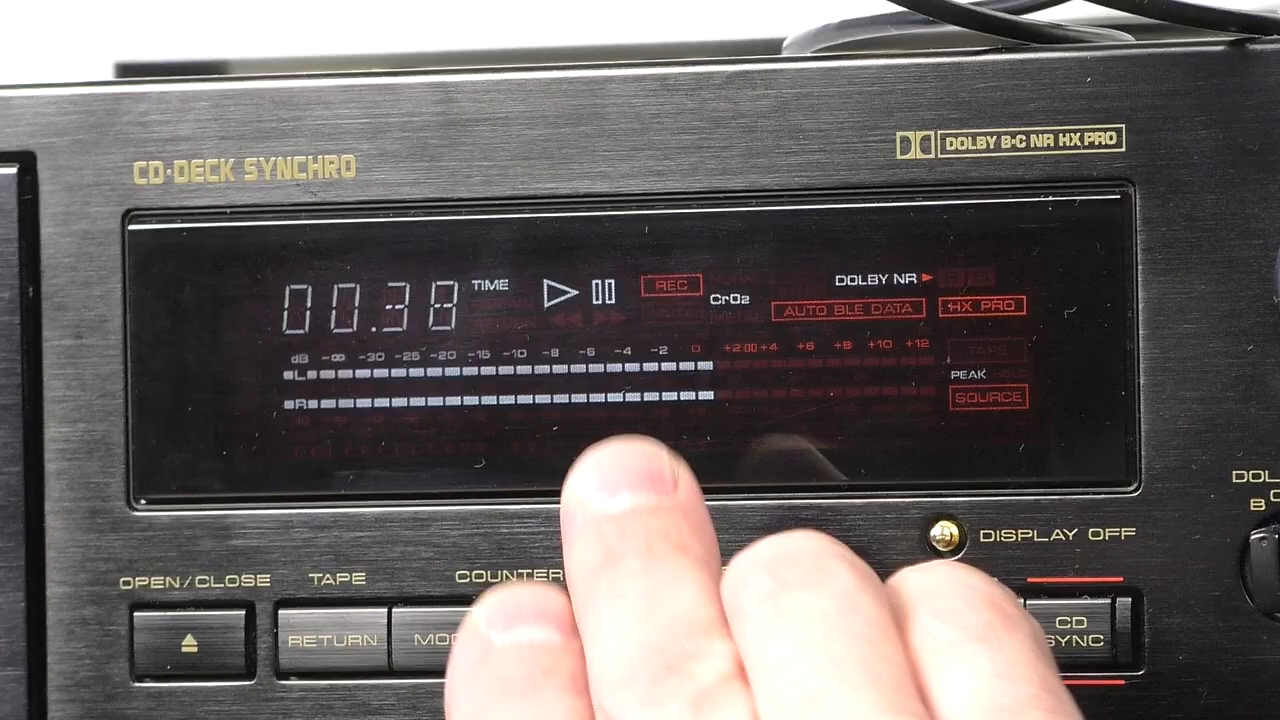 CD·DECK SYNCHRO
DOLBY B·C NR HX PRO
00.38 TIME
REC
CrO2
DOLBY NR
AUTO BLE DATA
HX PRO
dB -∞ -30 -25 -20 -15 -10 -8 -6 -4 -2 0 +2 +4 +6 +8 +10 +12
TAPE
L
PEAK HOLD
R
SOURCE
DISPLAY OFF
OPEN/CLOSE
TAPE
COUNTER
RETURN
CD